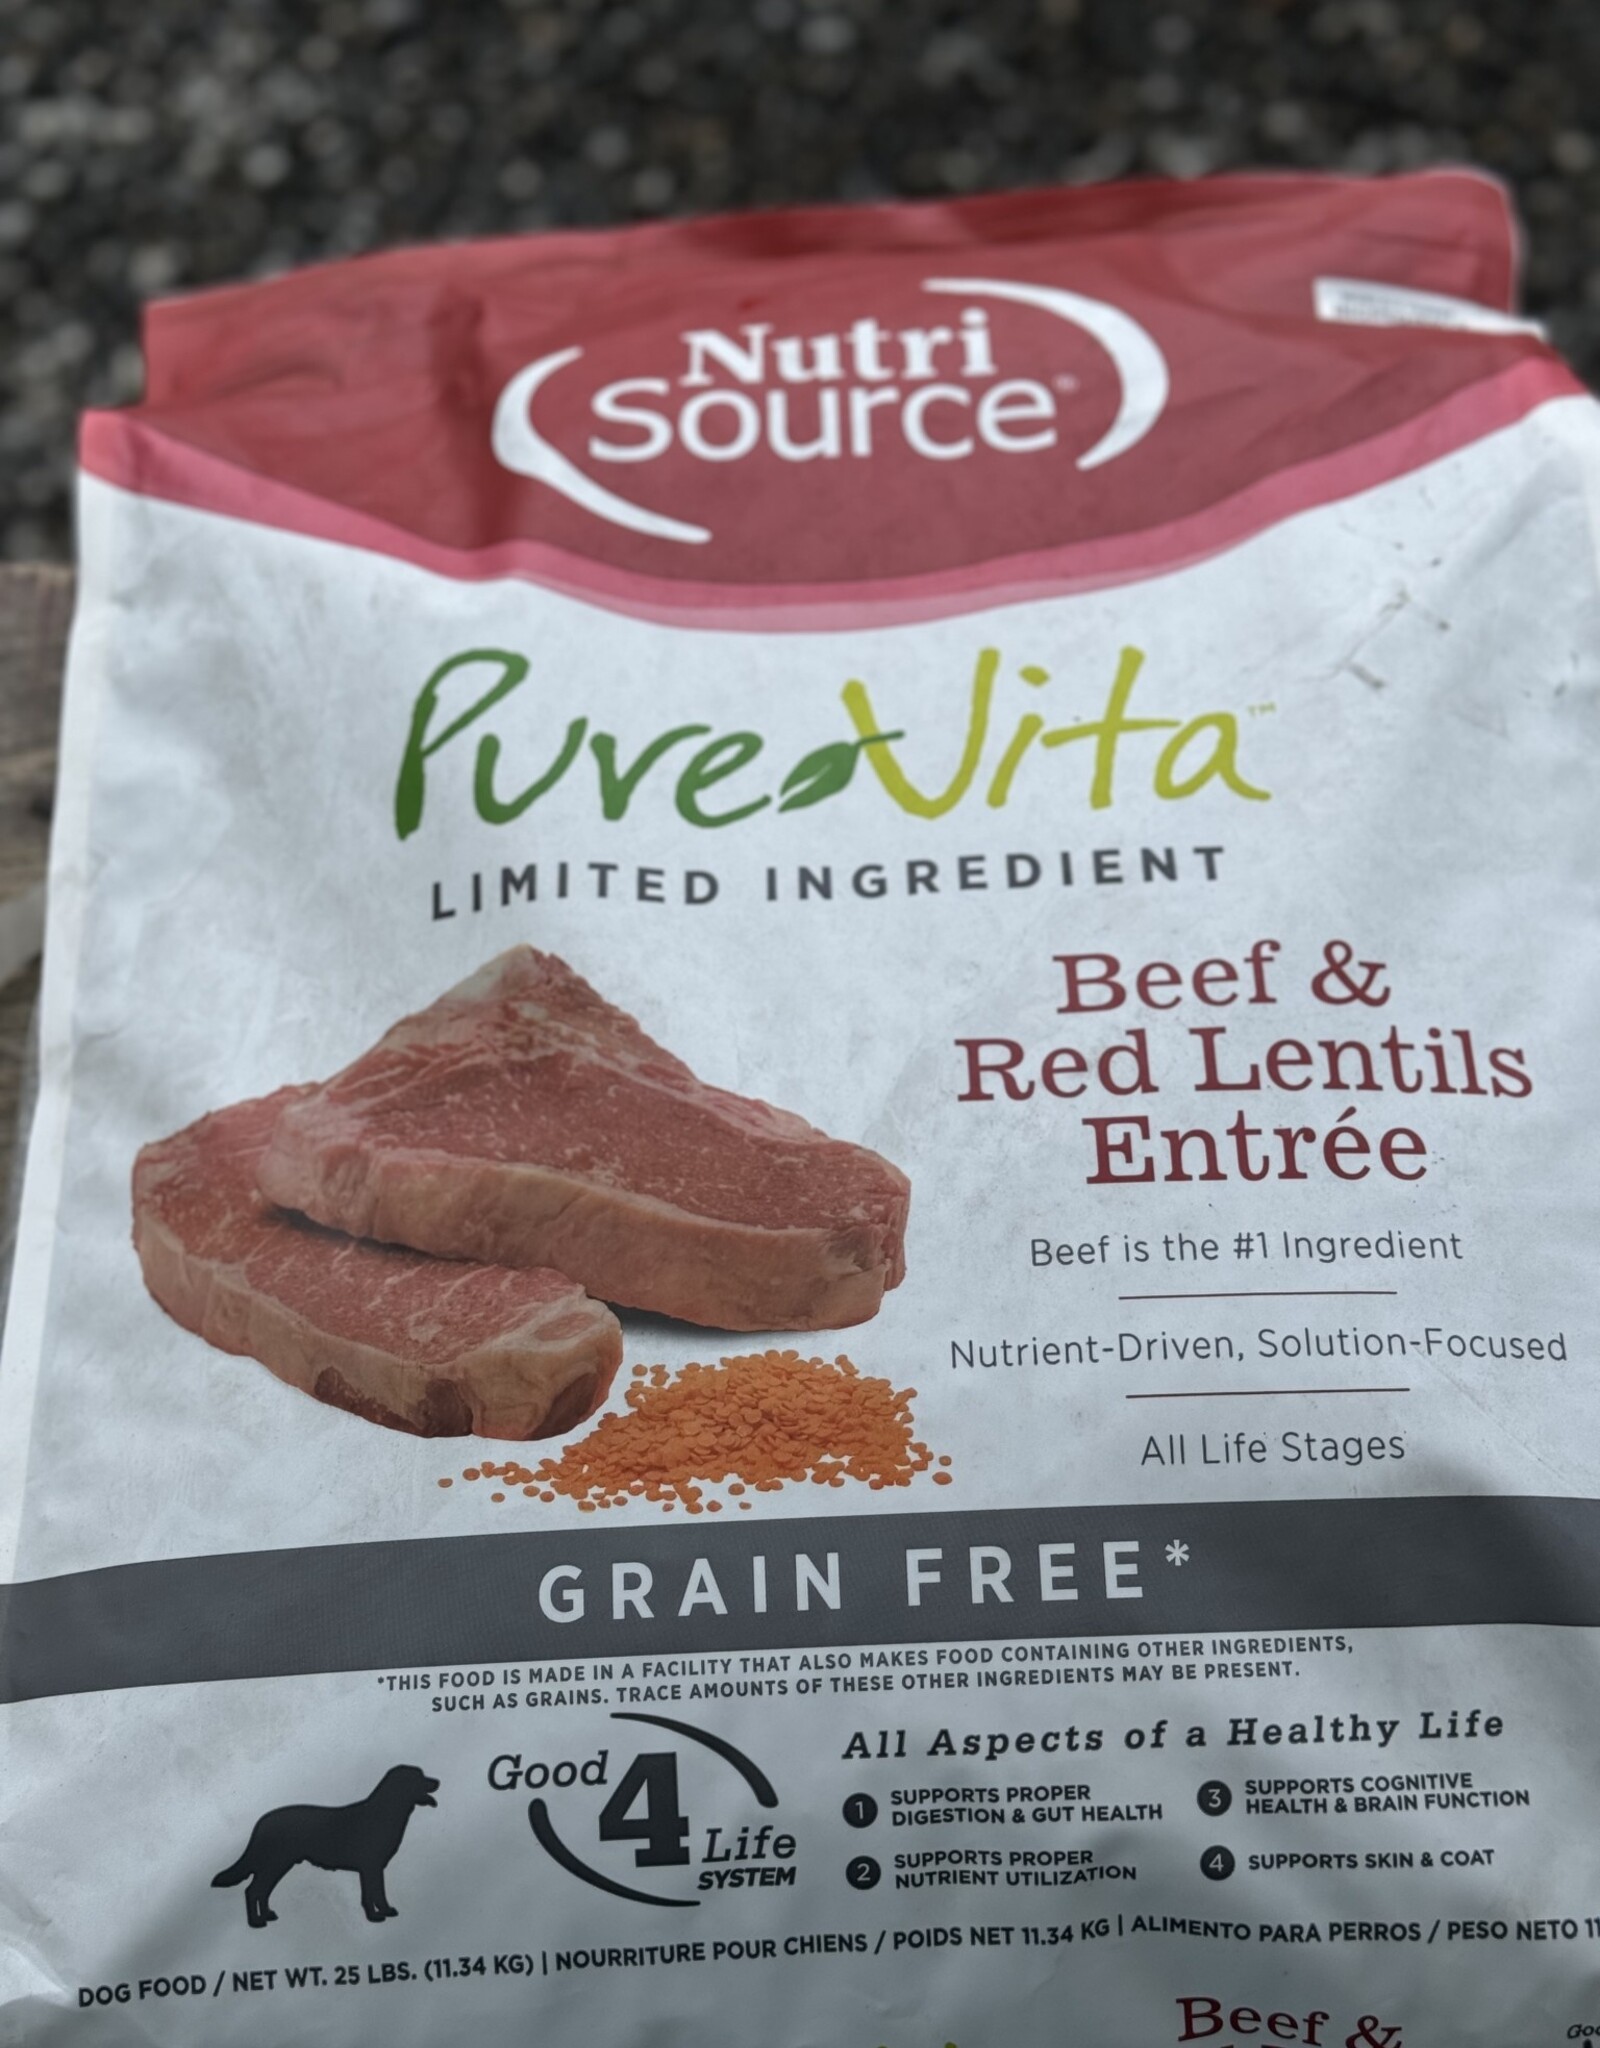 Nutri
Source®
PureVita™
LIMITED INGREDIENT
Beef &
Red Lentils
Entrée
Beef is the #1 Ingredient
Nutrient-Driven, Solution-Focused
All Life Stages
GRAIN FREE*
*THIS FOOD IS MADE IN A FACILITY THAT ALSO MAKES FOOD CONTAINING OTHER INGREDIENTS,
SUCH AS GRAINS. TRACE AMOUNTS OF THESE OTHER INGREDIENTS MAY BE PRESENT.
Good
4
Life
SYSTEM
All Aspects of a Healthy Life
1 SUPPORTS PROPER
DIGESTION & GUT HEALTH
2 SUPPORTS PROPER
NUTRIENT UTILIZATION
3 SUPPORTS COGNITIVE
HEALTH & BRAIN FUNCTION
4 SUPPORTS SKIN & COAT
DOG FOOD / NET WT. 25 LBS. (11.34 KG) | NOURRITURE POUR CHIENS / POIDS NET 11.34 KG | ALIMENTO PARA PERROS / PESO NETO 11
Beef &